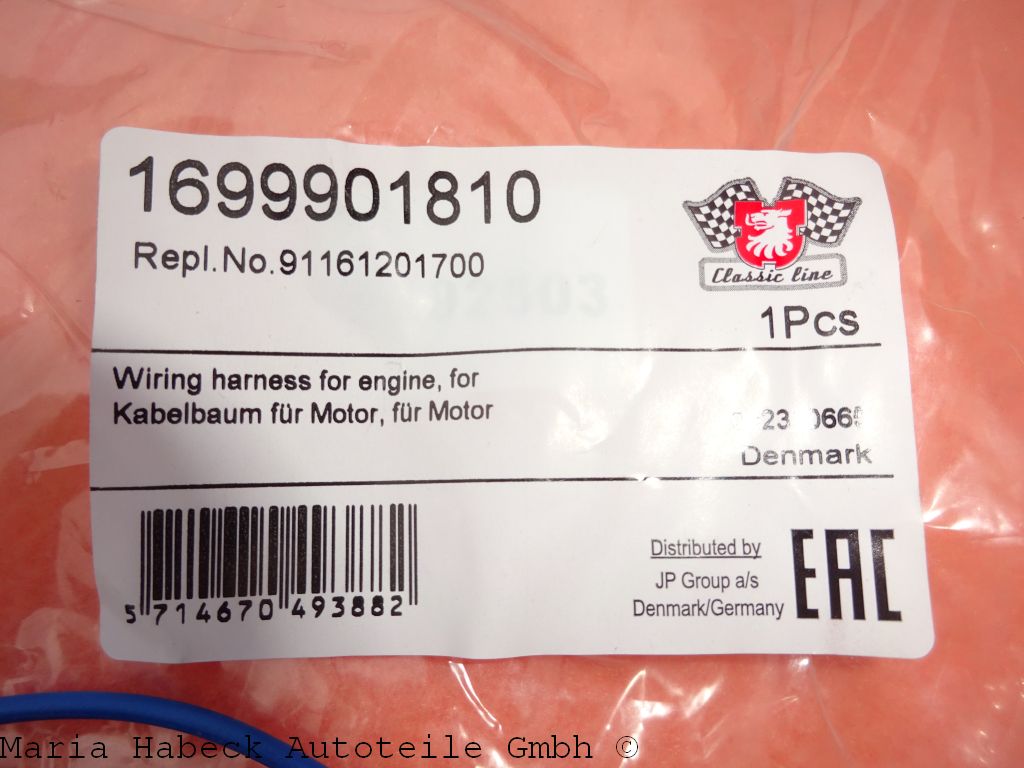 1699901810
Repl.No.91161201700
Classic line
1Pcs
Wiring harness for engine, for
Kabelbaum für Motor, für Motor
Denmark
5 714670 493882
Distributed by
JP Group a/s
Denmark/Germany
EAC
Maria Habeck Autoteile Gmbh ©